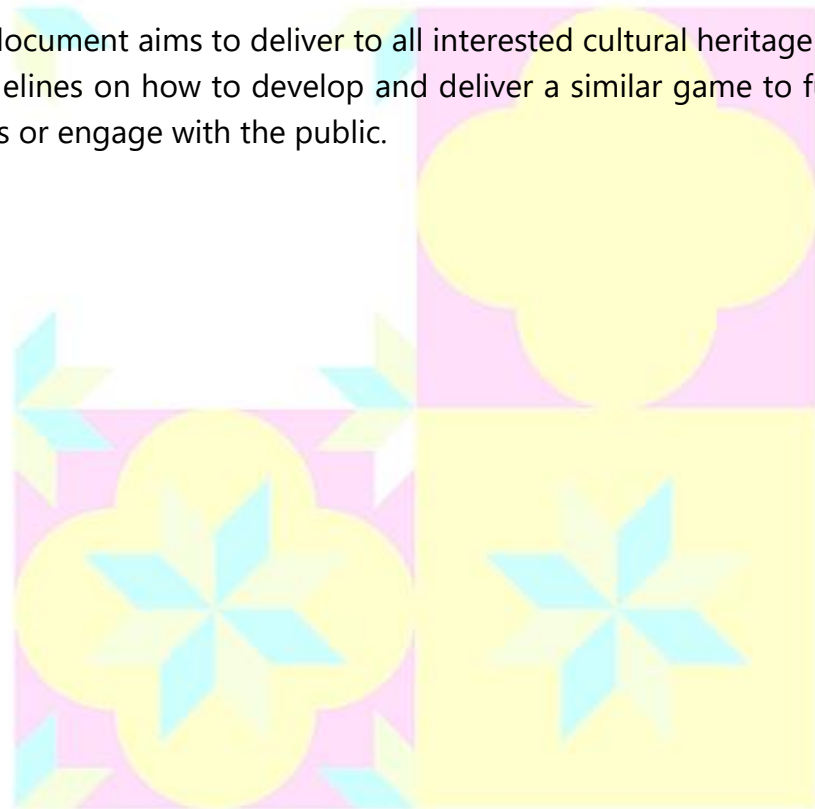 document aims to deliver to all interested cultural heritage
elines on how to develop and deliver a similar game to f
s or engage with the public.